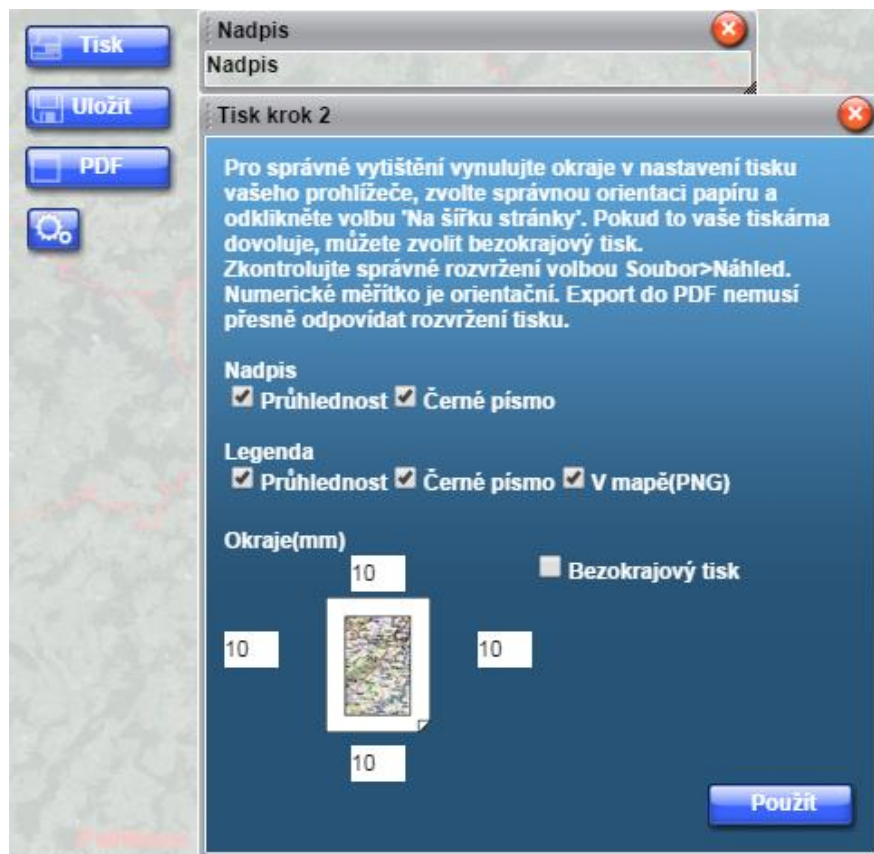 Tisk
Uložit
PDF
Nadpis
Nadpis
Tisk krok 2
Pro správné vytištění vynulujte okraje v nastavení tisku
vašeho prohlížeče, zvolte správnou orientaci papíru a
odklikněte volbu 'Na šířku stránky'. Pokud to vaše tiskárna
dovoluje, můžete zvolit bezokrajový tisk.
Zkontrolujte správné rozvržení volbou Soubor>Náhled.
Numerické měřítko je orientační. Export do PDF nemusí
přesně odpovídat rozvržení tisku.
Nadpis
Průhlednost Černé písmo
Legenda
Průhlednost Černé písmo V mapě(PNG)
Okraje(mm)
10
Bezokrajový tisk
10
10
10
Použít